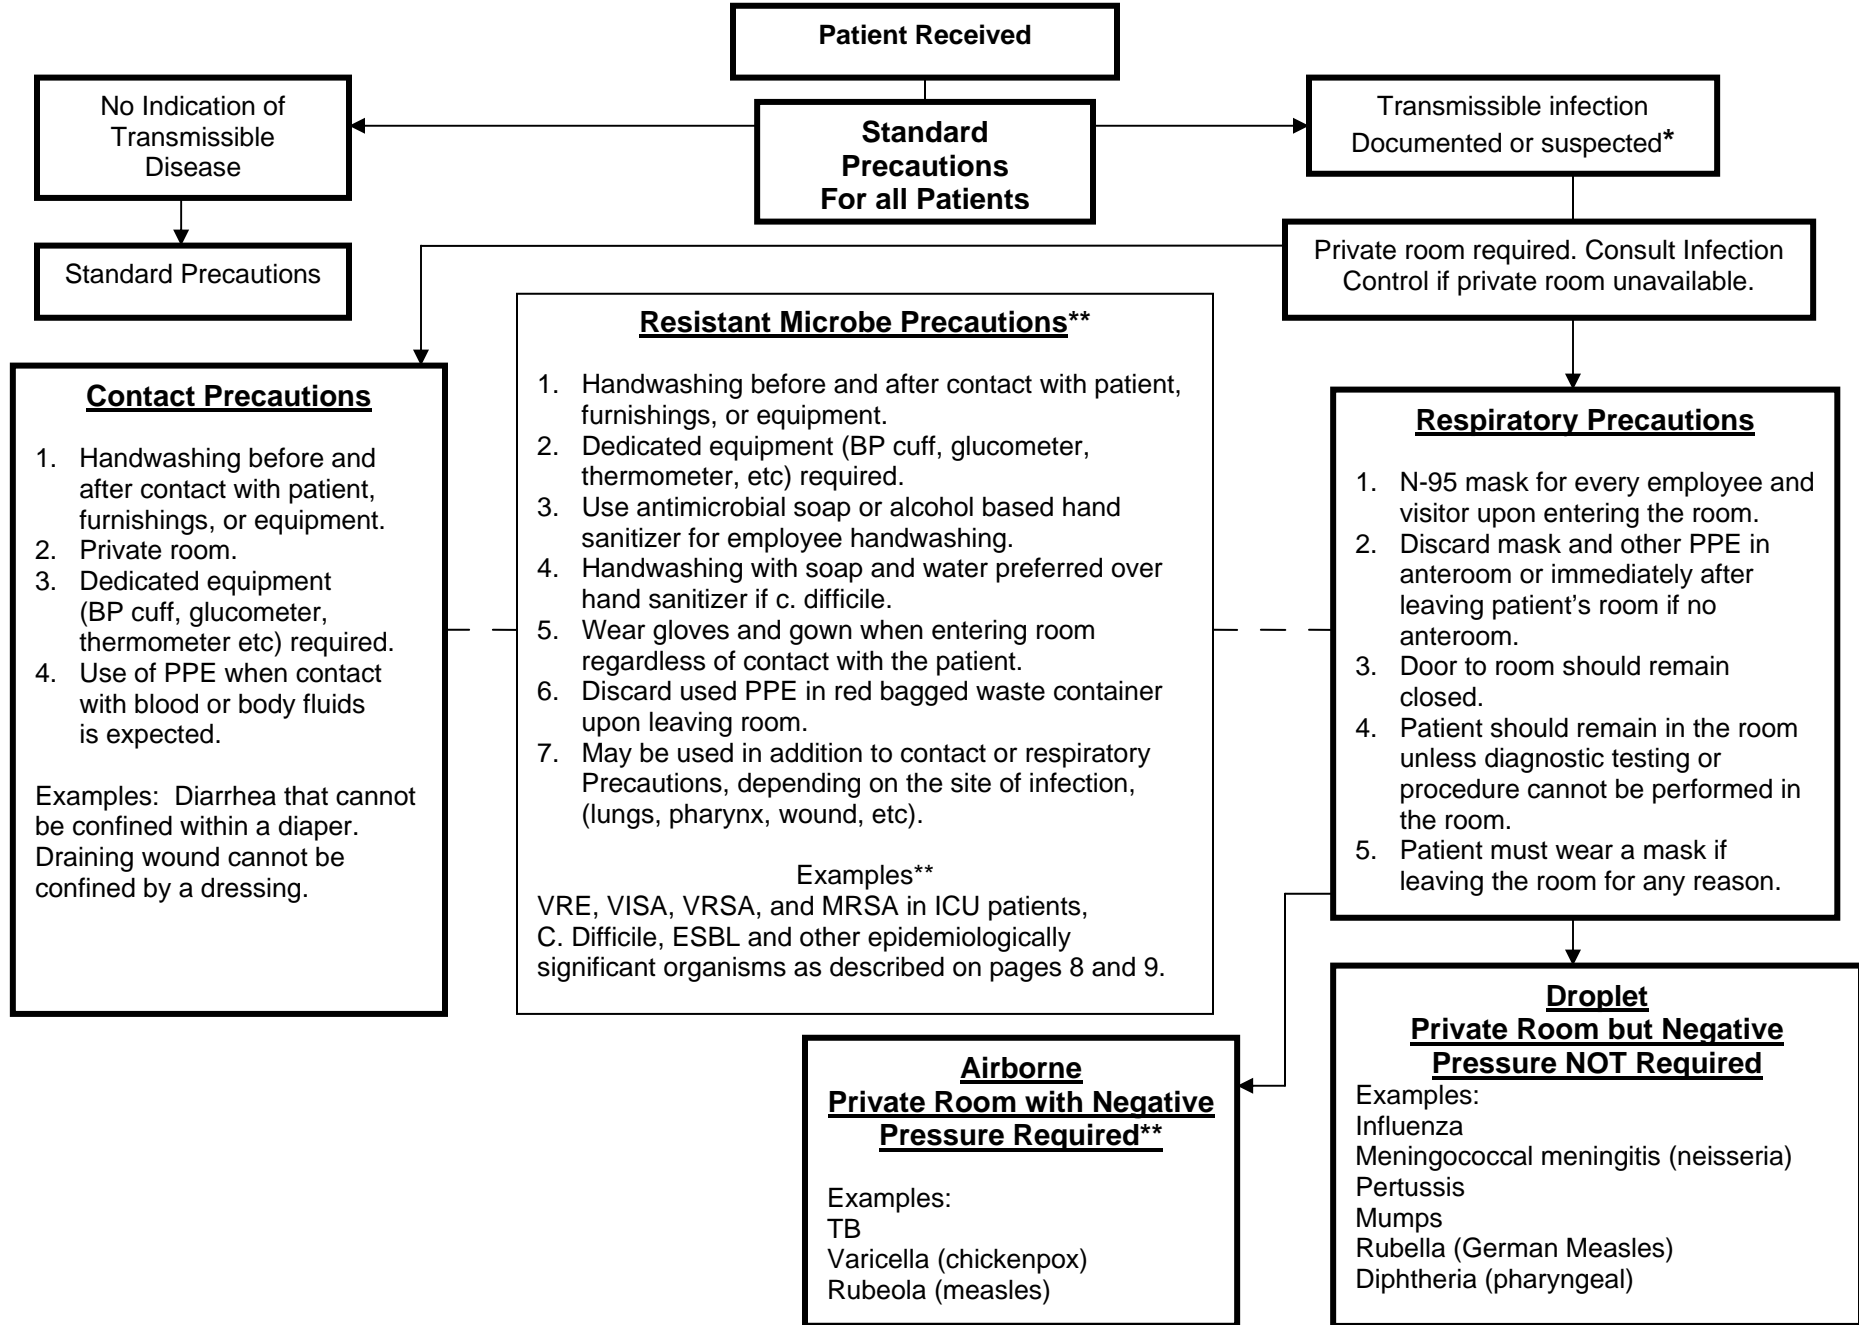 Patient Received
No Indication of
Transmissible
Disease
Standard
Precautions
For all Patients
Transmissible infection
Documented or suspected*
Standard Precautions
Private room required. Consult Infection
Control if private room unavailable.
Contact Precautions
1. Handwashing before and
after contact with patient,
furnishings, or equipment.
2. Private room.
3. Dedicated equipment
(BP cuff, glucometer,
thermometer etc) required.
4. Use of PPE when contact
with blood or body fluids
is expected.
Examples: Diarrhea that cannot
be confined within a diaper.
Draining wound cannot be
confined by a dressing.
Resistant Microbe Precautions**
1. Handwashing before and after contact with patient,
furnishings, or equipment.
2. Dedicated equipment (BP cuff, glucometer,
thermometer, etc) required.
3. Use antimicrobial soap or alcohol based hand
sanitizer for employee handwashing.
4. Handwashing with soap and water preferred over
hand sanitizer if c. difficile.
5. Wear gloves and gown when entering room
regardless of contact with the patient.
6. Discard used PPE in red bagged waste container
upon leaving room.
7. May be used in addition to contact or respiratory
Precautions, depending on the site of infection,
(lungs, pharynx, wound, etc).
Examples**
VRE, VISA, VRSA, and MRSA in ICU patients,
C. Difficile, ESBL and other epidemiologically
significant organisms as described on pages 8 and 9.
Respiratory Precautions
1. N-95 mask for every employee and
visitor upon entering the room.
2. Discard mask and other PPE in
anteroom or immediately after
leaving patient's room if no
anteroom.
3. Door to room should remain
closed.
4. Patient should remain in the room
unless diagnostic testing or
procedure cannot be performed in
the room.
5. Patient must wear a mask if
leaving the room for any reason.
Airborne
Private Room with Negative
Pressure Required**
Examples:
TB
Varicella (chickenpox)
Rubeola (measles)
Droplet
Private Room but Negative
Pressure NOT Required
Examples:
Influenza
Meningococcal meningitis (neisseria)
Pertussis
Mumps
Rubella (German Measles)
Diphtheria (pharyngeal)